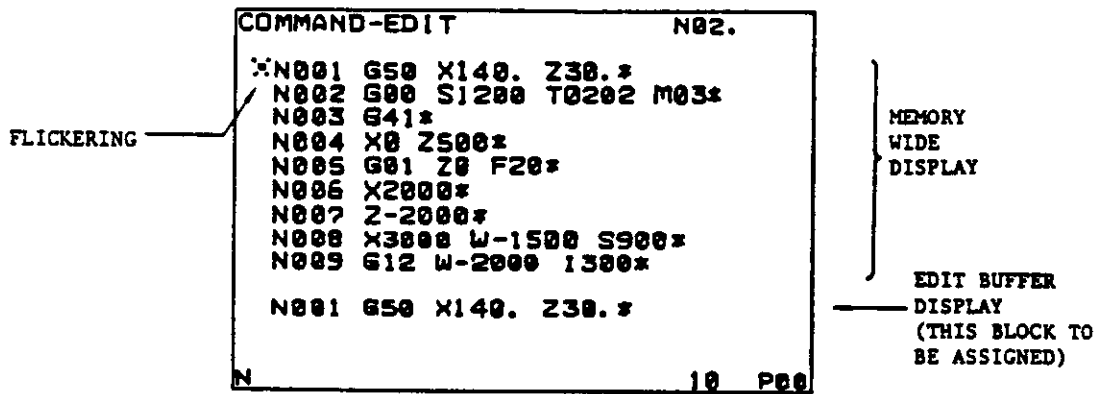 COMMAND-EDIT N02.
N001 G50 X140. Z30.*
N002 G00 S1200 T0202 M03*
N003 G41*
N004 X0 Z500*
N005 G01 Z0 F20*
N006 X2000*
N007 Z-2000*
N008 X3000 W-1500 S900*
N009 G12 W-2000 I300*
N001 G50 X140. Z30.*
N 10 P00
FLICKERING
MEMORY
WIDE
DISPLAY
EDIT BUFFER
DISPLAY
(THIS BLOCK TO
BE ASSIGNED)